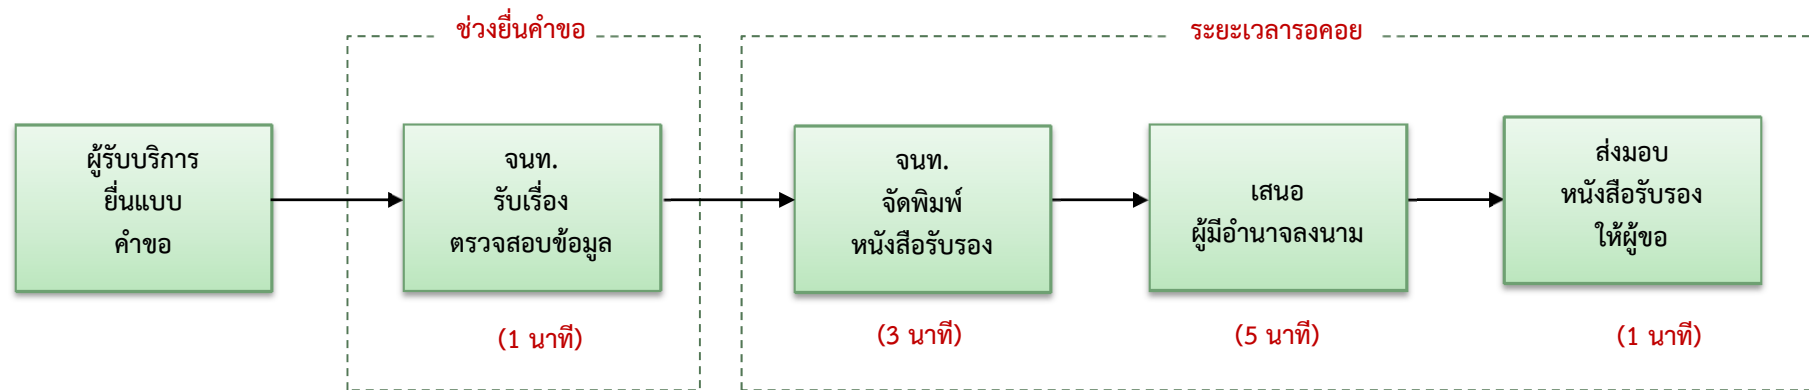 ช่วงยื่นคำขอ
ระยะเวลารอคอย
ผู้รับบริการ
ยื่นแบบ
คำขอ
จนท.
รับเรื่อง
ตรวจสอบข้อมูล
(1 นาที)
จนท.
จัดพิมพ์
หนังสือรับรอง
(3 นาที)
เสนอ
ผู้มีอำนาจลงนาม
(5 นาที)
ส่งมอบ
หนังสือรับรอง
ให้ผู้ขอ
(1 นาที)